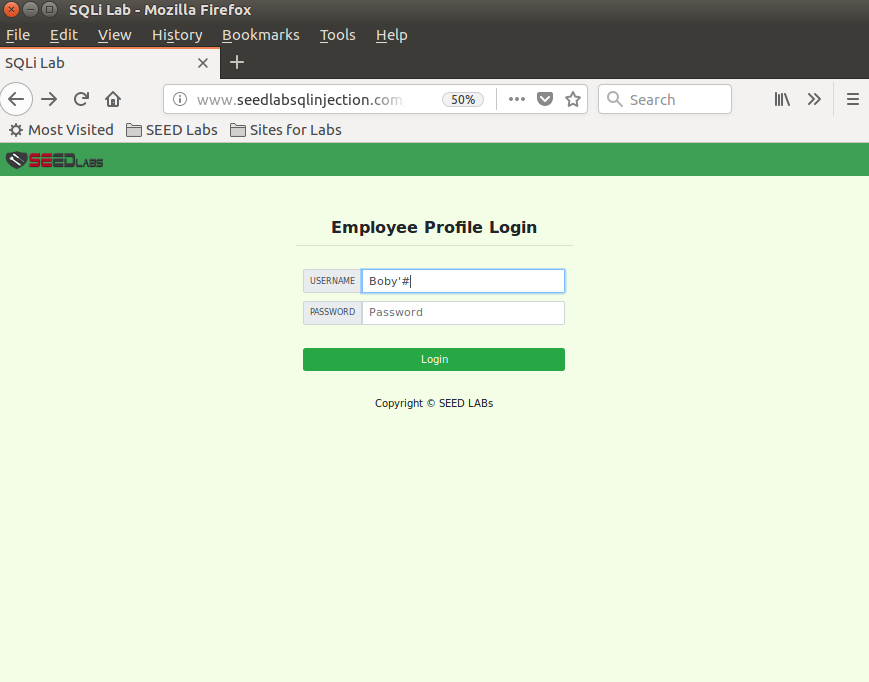 SQLi Lab - Mozilla Firefox
File Edit View History Bookmarks Tools Help
SQLi Lab
www.seedlabsqlinjection.com 50% Search
Most Visited SEED Labs Sites for Labs
SEEDLABS
Employee Profile Login
USERNAME Boby'#
PASSWORD Password
Login
Copyright © SEED LABs